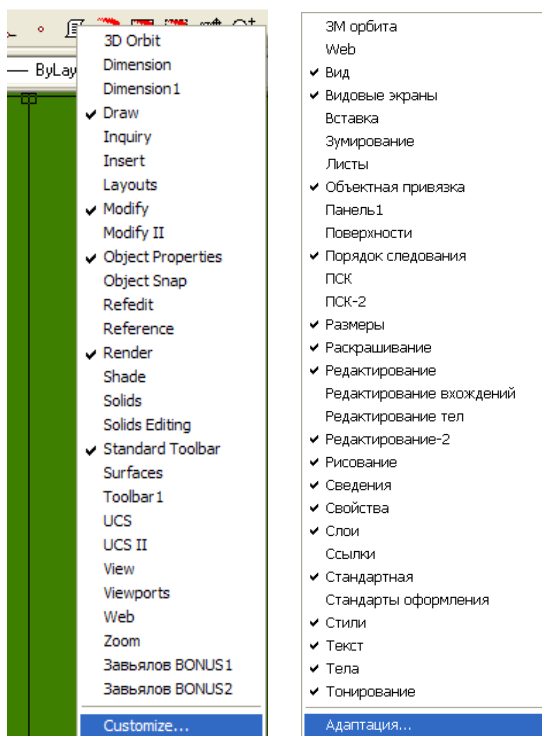 ByLay
3D Orbit
Dimension
Dimension1
Draw
Inquiry
Insert
Layouts
Modify
Modify II
Object Properties
Object Snap
Refedit
Reference
Render
Shade
Solids
Solids Editing
Standard Toolbar
Surfaces
Toolbar1
UCS
UCS II
View
Viewports
Web
Zoom
Завьялов BONUS1
Завьялов BONUS2
Customize...
3М орбита
Web
Вид
Видовые экраны
Вставка
Зумирование
Листы
Объектная привязка
Панель1
Поверхности
Порядок следования
ПСК
ПСК-2
Размеры
Раскрашивание
Редактирование
Редактирование вхождений
Редактирование тел
Редактирование-2
Рисование
Сведения
Свойства
Слои
Ссылки
Стандартная
Стандарты оформления
Стили
Текст
Тела
Тонирование
Адаптация...